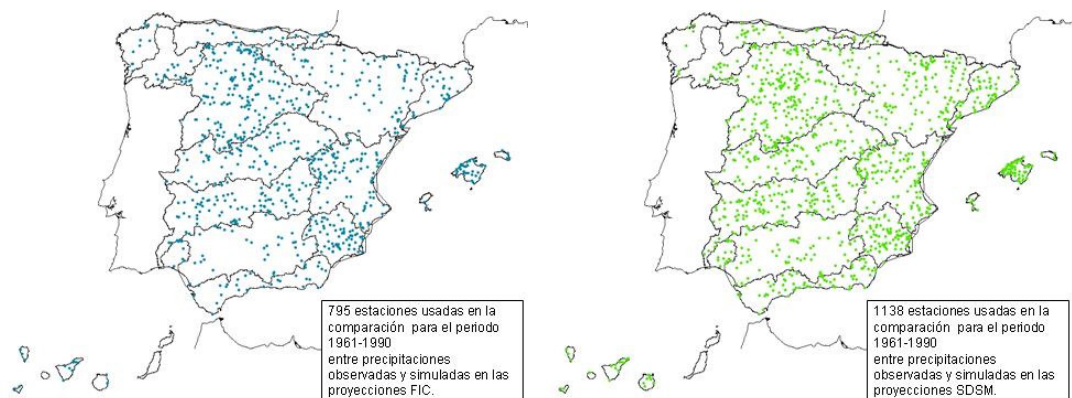 795 estaciones usadas en la
comparación para el periodo
1961-1990
entre precipitaciones
observadas y simuladas en las
proyecciones FIC.
1138 estaciones usadas en la
comparación para el periodo
1961-1990
entre precipitaciones
observadas y simuladas en las
proyecciones SDSM.